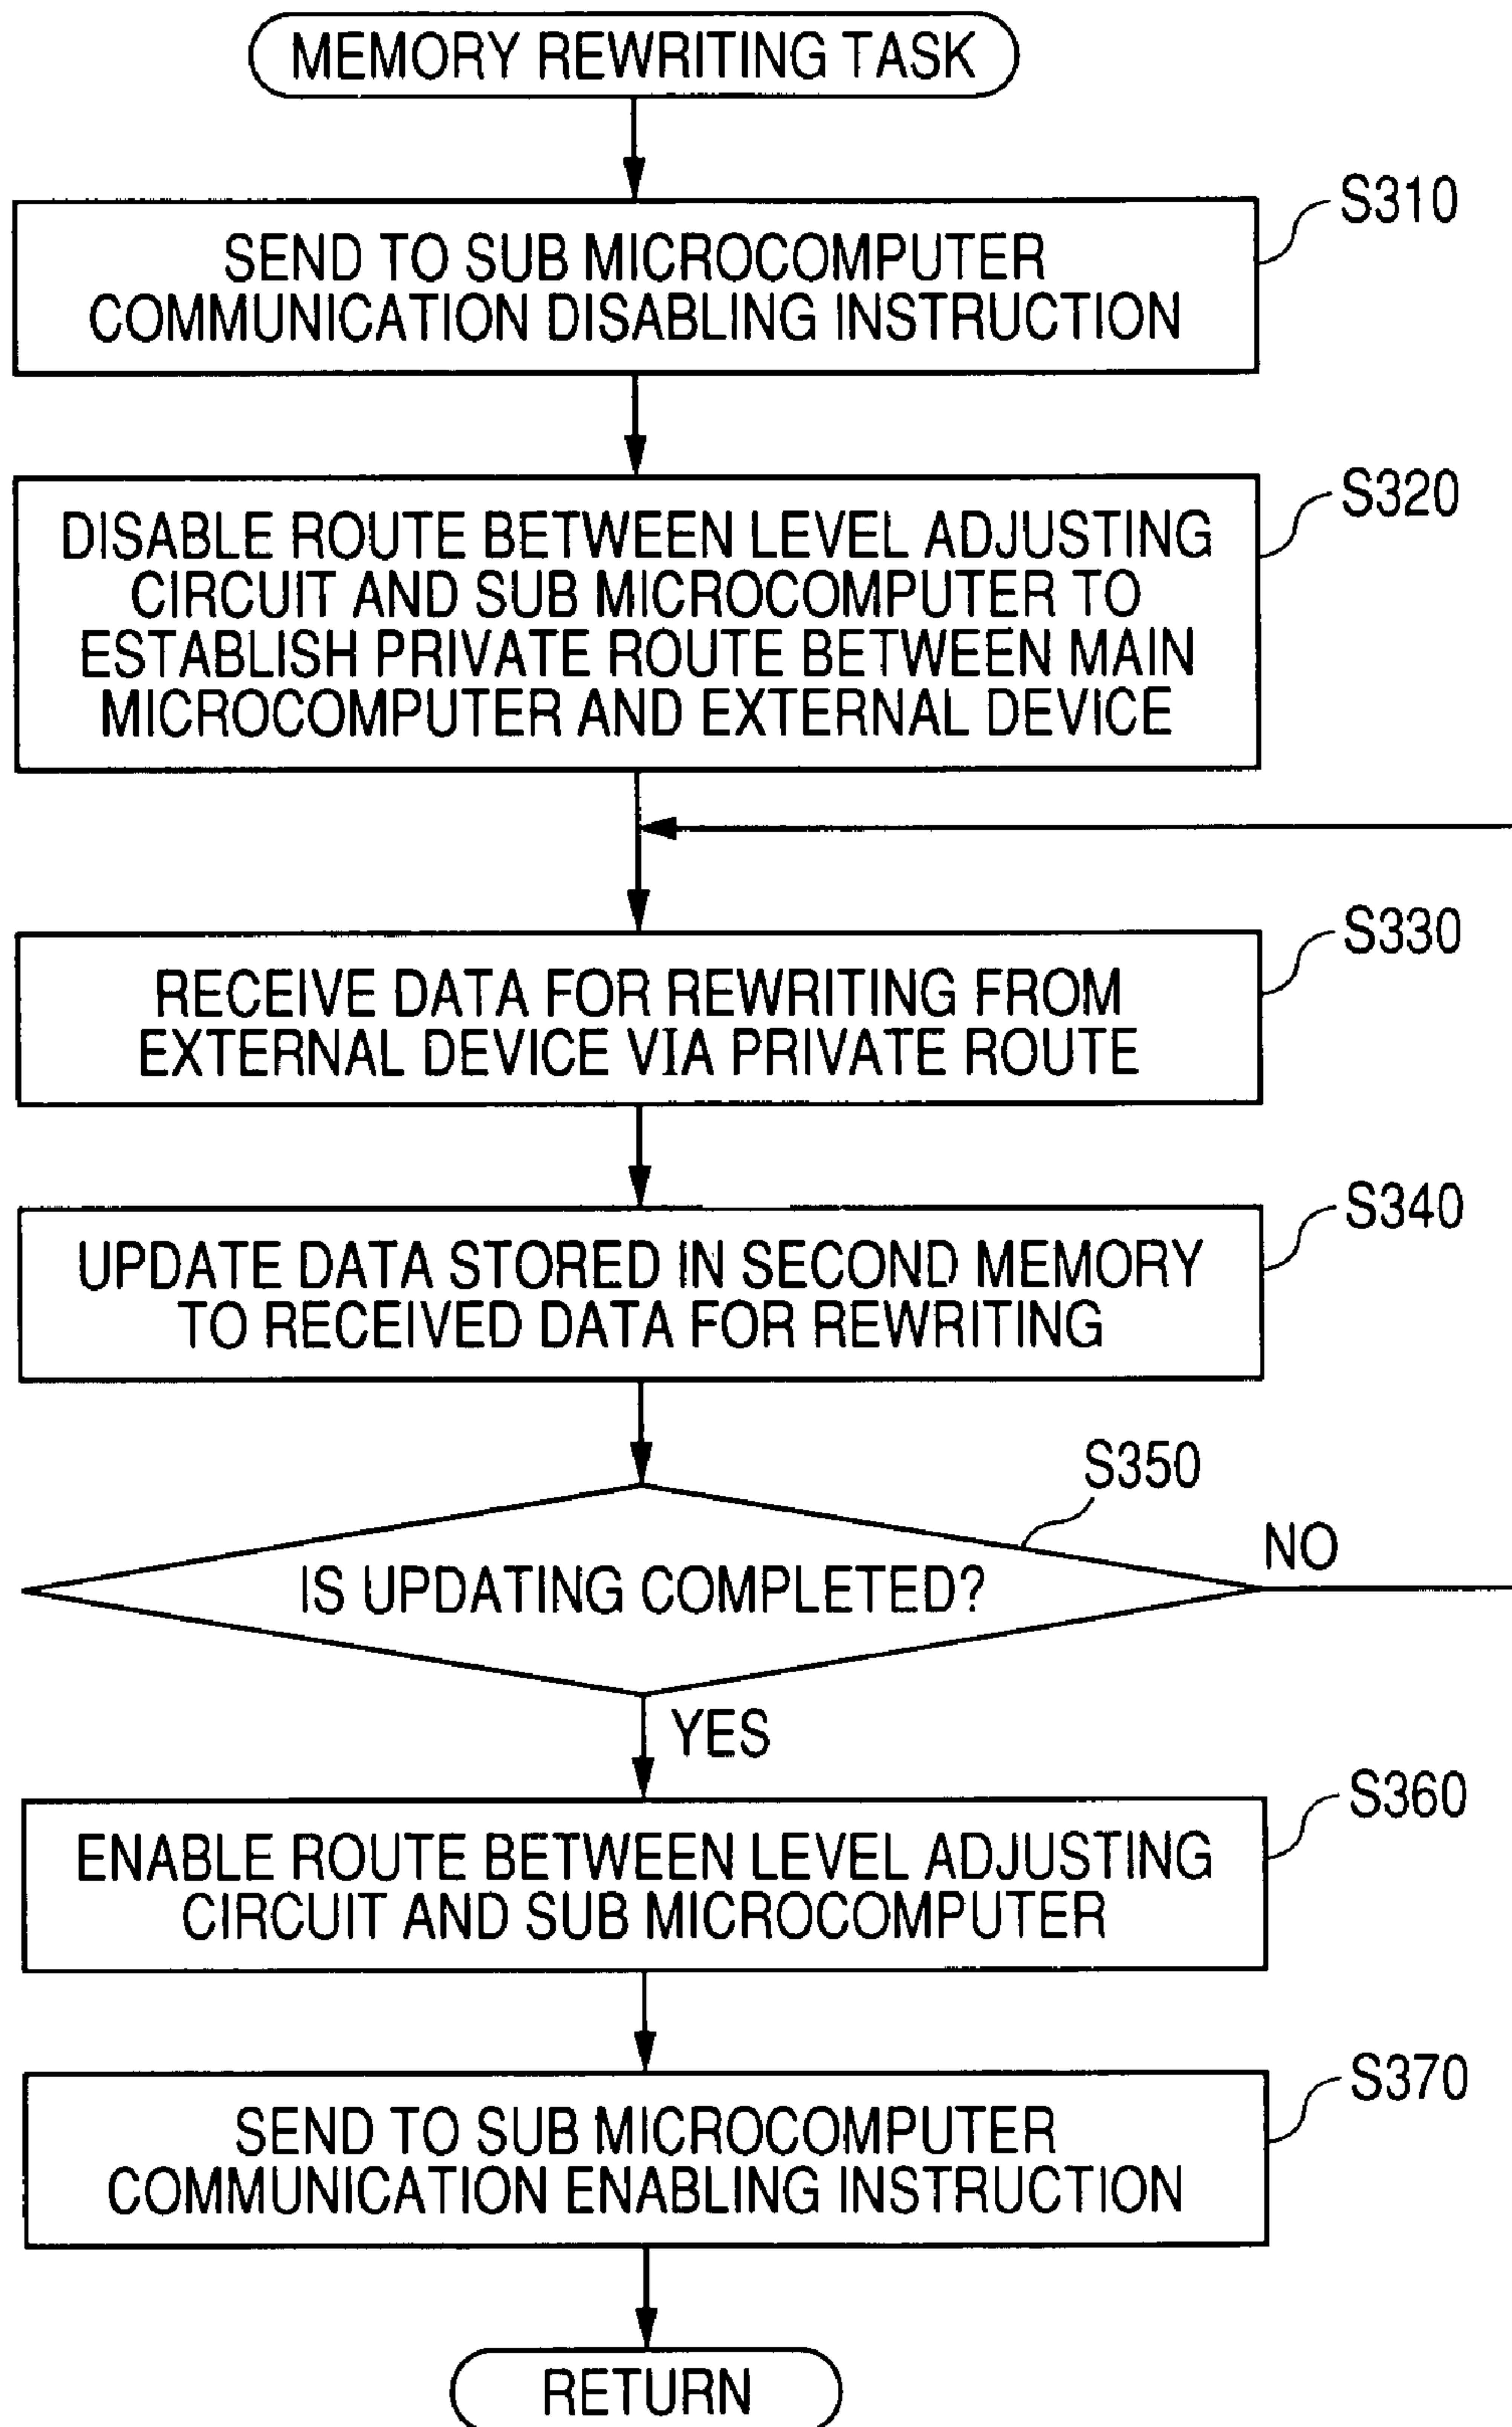 MEMORY REWRITING TASK
S310
SEND TO SUB MICROCOMPUTER
COMMUNICATION DISABLING INSTRUCTION
S320
DISABLE ROUTE BETWEEN LEVEL ADJUSTING
CIRCUIT AND SUB MICROCOMPUTER TO
ESTABLISH PRIVATE ROUTE BETWEEN MAIN
MICROCOMPUTER AND EXTERNAL DEVICE
S330
RECEIVE DATA FOR REWRITING FROM
EXTERNAL DEVICE VIA PRIVATE ROUTE
S340
UPDATE DATA STORED IN SECOND MEMORY
TO RECEIVED DATA FOR REWRITING
S350
NO
IS UPDATING COMPLETED?
YES
S360
ENABLE ROUTE BETWEEN LEVEL ADJUSTING
CIRCUIT AND SUB MICROCOMPUTER
S370
SEND TO SUB MICROCOMPUTER
COMMUNICATION ENABLING INSTRUCTION
RETURN